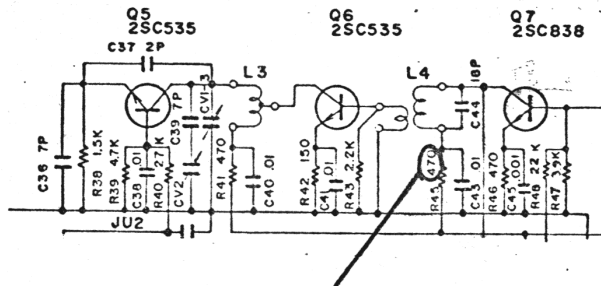 Q5
2SC535
Q6
2SC535
Q7
2SC838
C37 2P
L3
L4
18P
C44
C36 7P
R38 1.5K
R39 4.7K
C38 .01
R40 27K
C39 7P
CV1-3
CV2
R41 470
C40 .01
R42 150
C41 .01
R43 2.2K
R45 470
C43 .01
R46 470
C45 .001
R48 22K
R47 39K
JU2